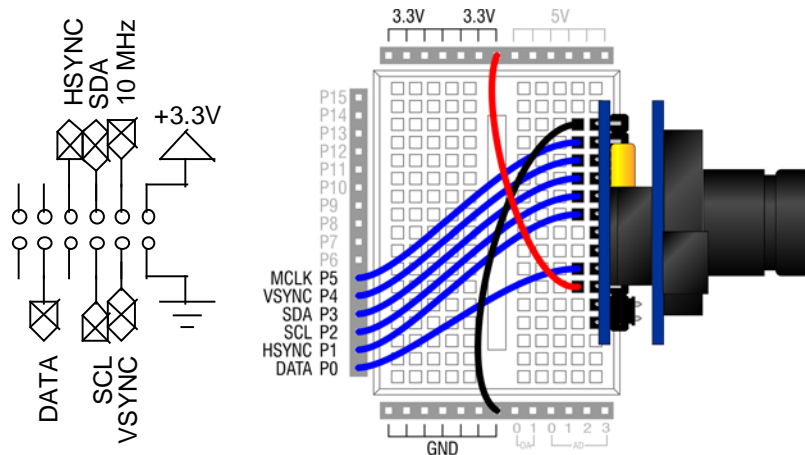 HSYNC
SDA
10 MHz
+3.3V
DATA
SCL
VSYNC
3.3V 3.3V 5V
P15
P14
P13
P12
P11
P10
P9
P8
P7
P6
MCLK P5
VSYNC P4
SDA P3
SCL P2
HSYNC P1
DATA P0
0 1 0 1 2 3
DA AD
GND